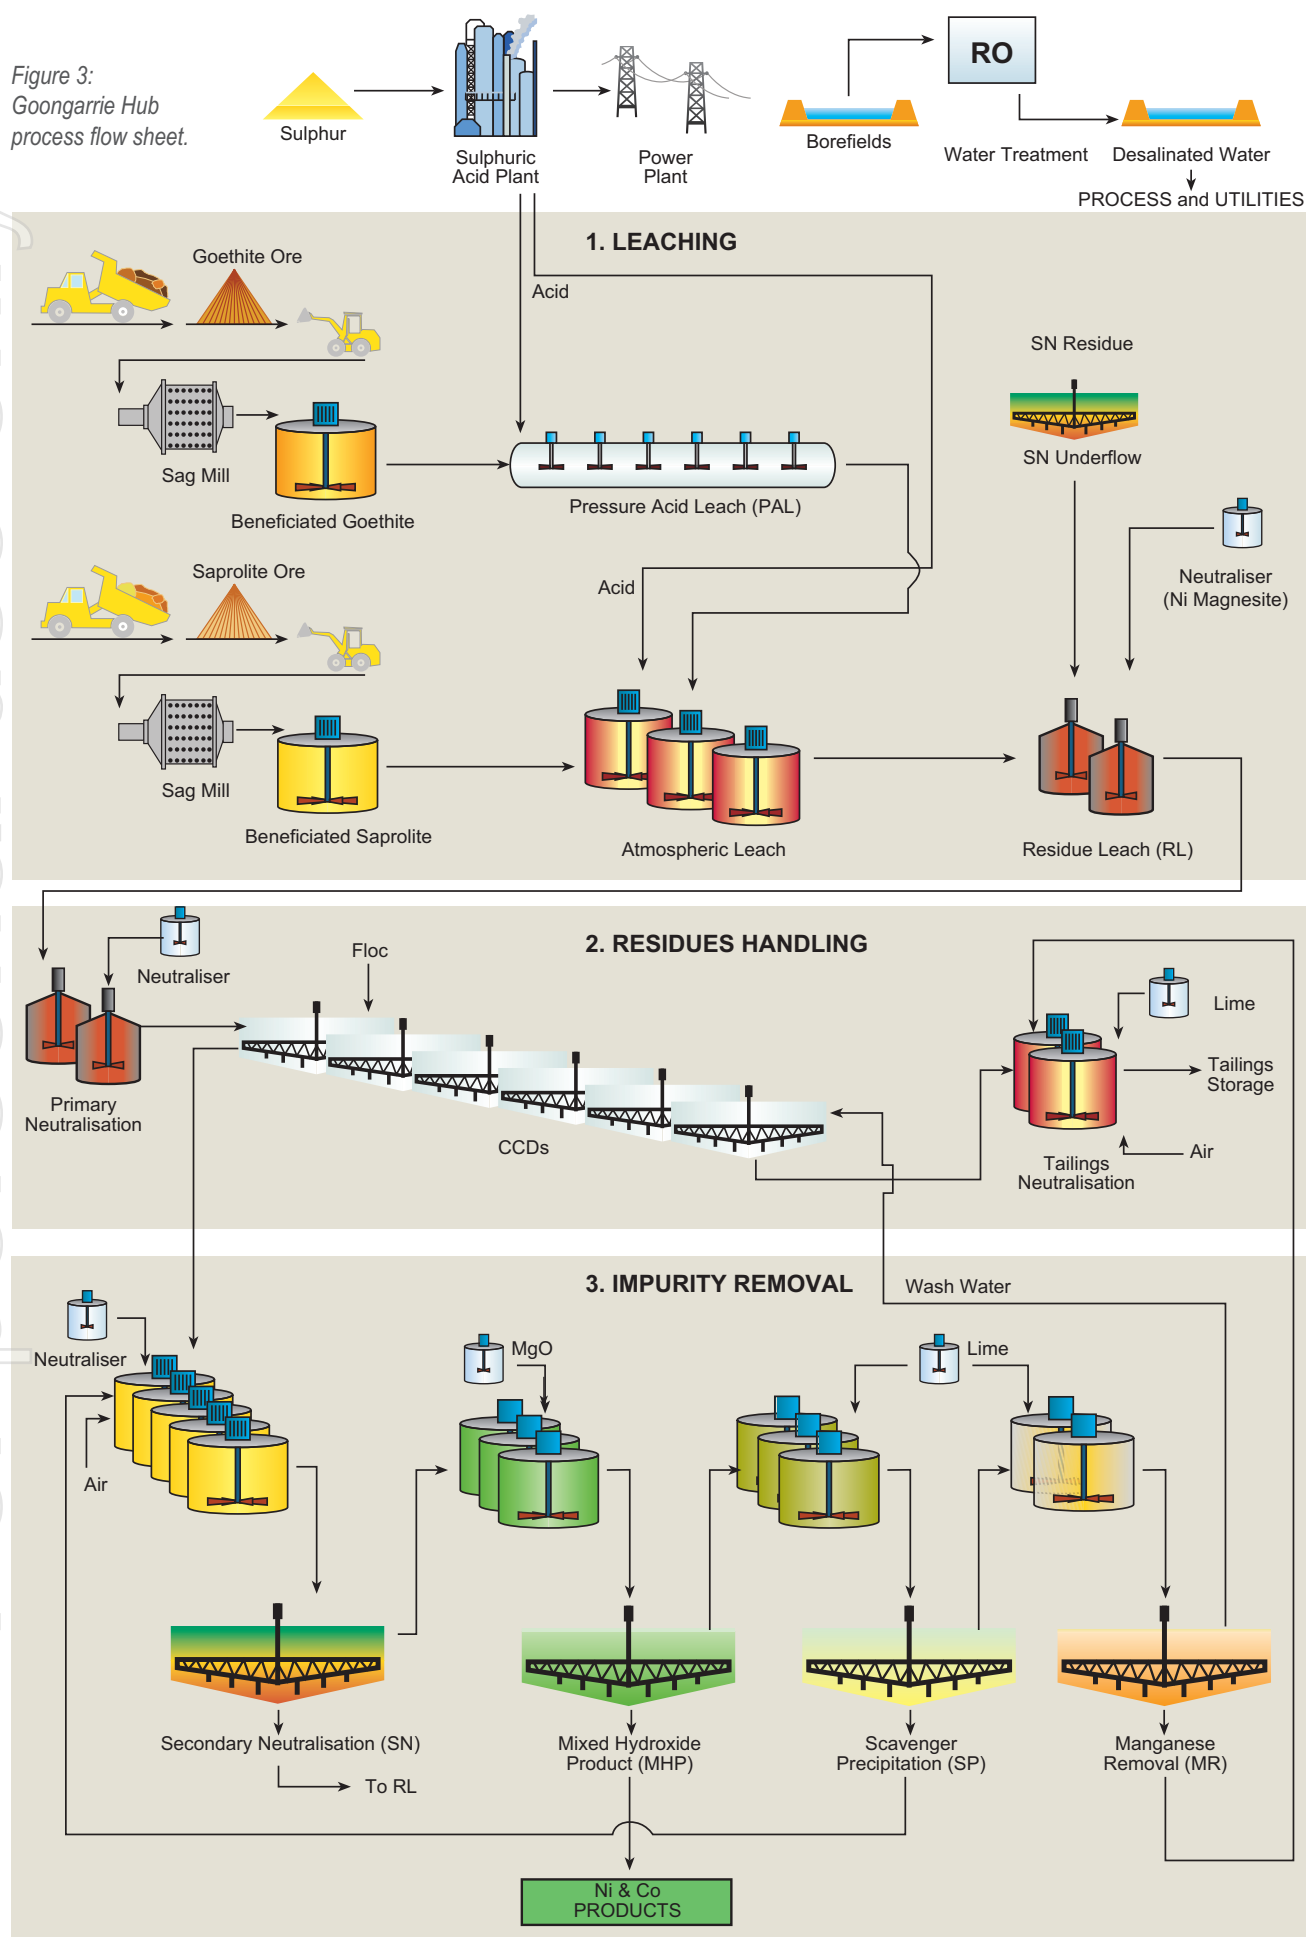 Figure 3:
Goongarrie Hub
process flow sheet.
Sulphur
Sulphuric
Acid Plant
Power
Plant
Borefields
RO
Water Treatment
Desalinated Water
PROCESS and UTILITIES
1. LEACHING
Goethite Ore
Acid
SN Residue
Sag Mill
SN Underflow
Beneficiated Goethite
Pressure Acid Leach (PAL)
Saprolite Ore
Acid
Neutraliser
(Ni Magnesite)
Sag Mill
Beneficiated Saprolite
Atmospheric Leach
Residue Leach (RL)
2. RESIDUES HANDLING
Neutraliser
Floc
Lime
Tailings
Storage
Primary
Neutralisation
CCDs
Air
Tailings
Neutralisation
3. IMPURITY REMOVAL
Wash Water
Neutraliser
MgO
Lime
Air
Secondary Neutralisation (SN)
To RL
Mixed Hydroxide
Product (MHP)
Scavenger
Precipitation (SP)
Manganese
Removal (MR)
Ni & Co
PRODUCTS